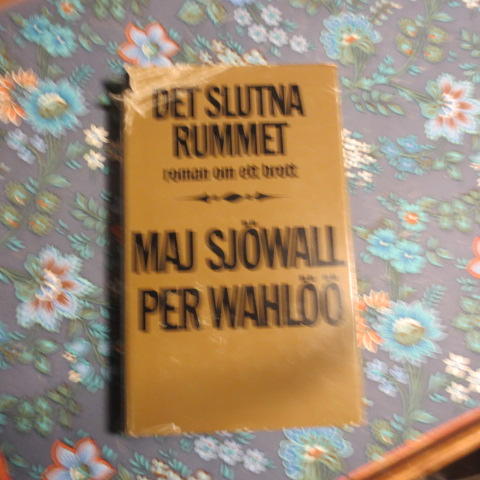 DET SLUTNA
RUMMET
roman om ett brott
MAJ SJÖWALL
PER WAHLÖÖ